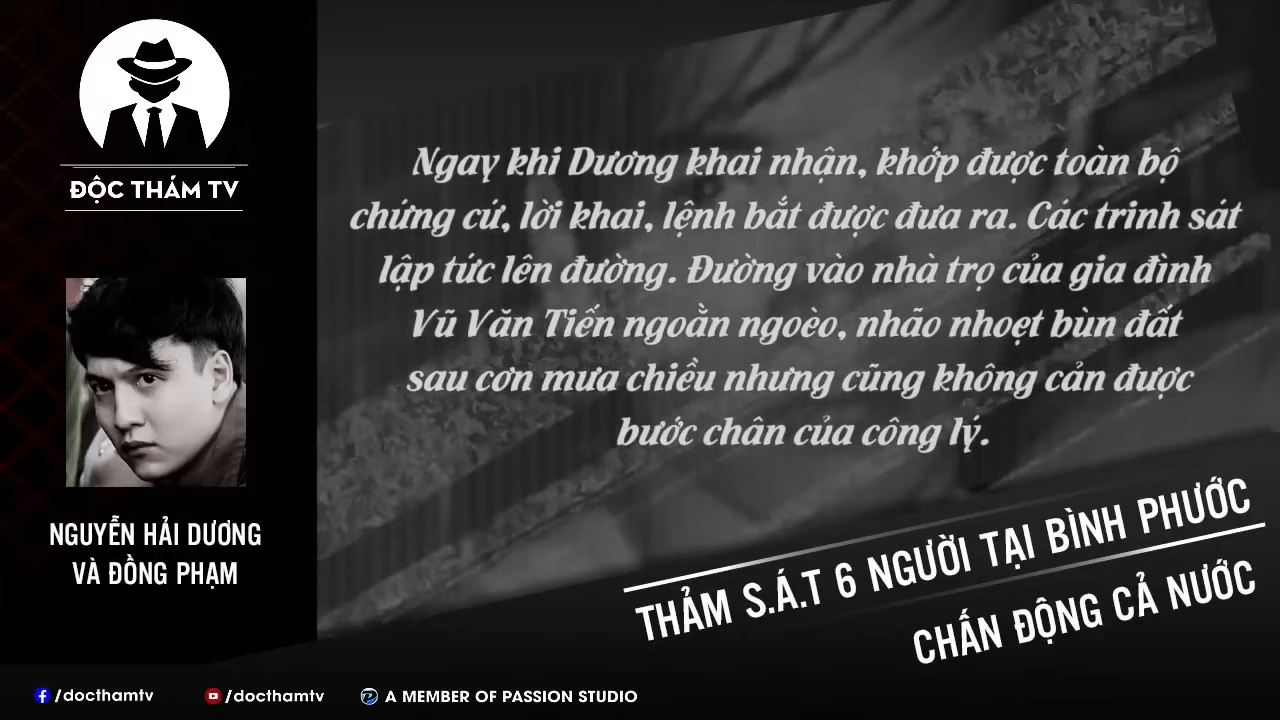 ĐỘC THÁM TV
NGUYỄN HẢI DƯƠNG
VÀ ĐỒNG PHẠM
Ngay khi Dương khai nhận, khớp được toàn bộ
chứng cứ, lời khai, lệnh bắt được đưa ra. Các trinh sát
lập tức lên đường. Đường vào nhà trọ của gia đình
Vũ Văn Tiến ngoằn ngoèo, nhão nhoẹt bùn đất
sau cơn mưa chiều nhưng cũng không cản được
bước chân của công lý.
THẢM S.Á.T 6 NGƯỜI TẠI BÌNH PHƯỚC
CHẤN ĐỘNG CẢ NƯỚC
/docthamtv
/docthamtv
A MEMBER OF PASSION STUDIO